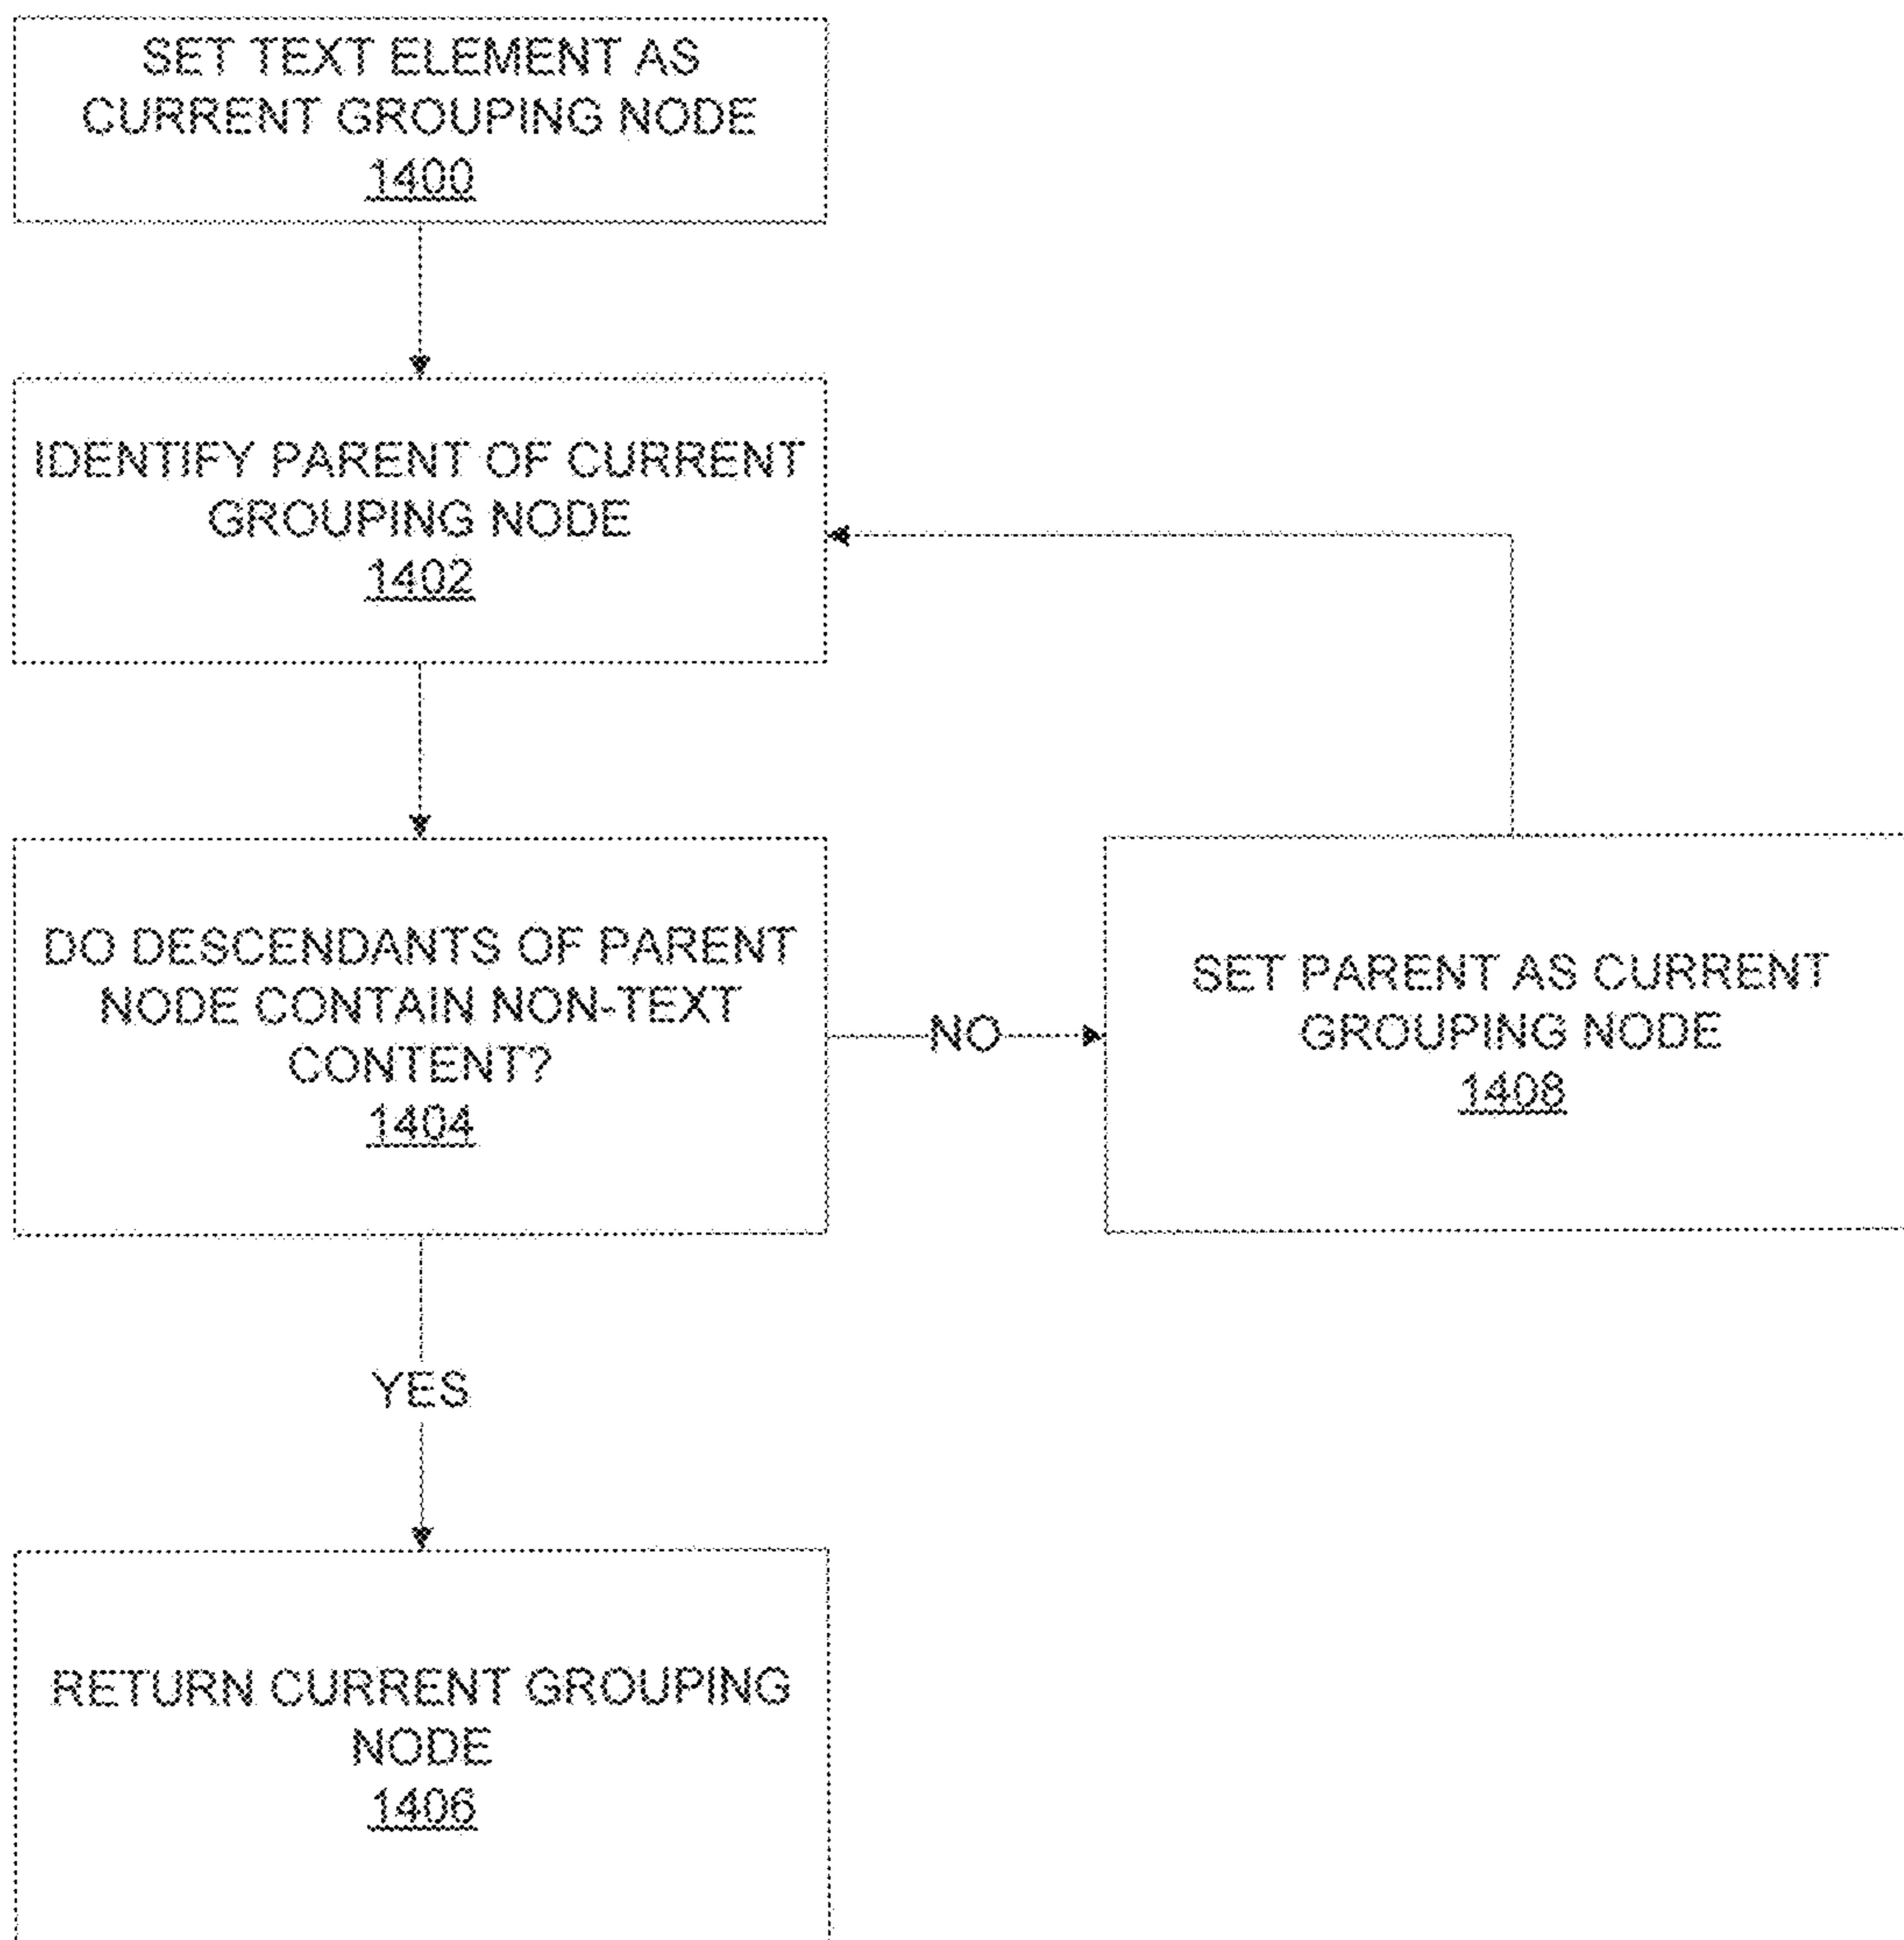 SET TEXT ELEMENT AS
CURRENT GROUPING NODE
1400
IDENTIFY PARENT OF CURRENT
GROUPING NODE
1402
DO DESCENDANTS OF PARENT
NODE CONTAIN NON-TEXT
CONTENT?
1404
NO
SET PARENT AS CURRENT
GROUPING NODE
1408
YES
RETURN CURRENT GROUPING
NODE
1406